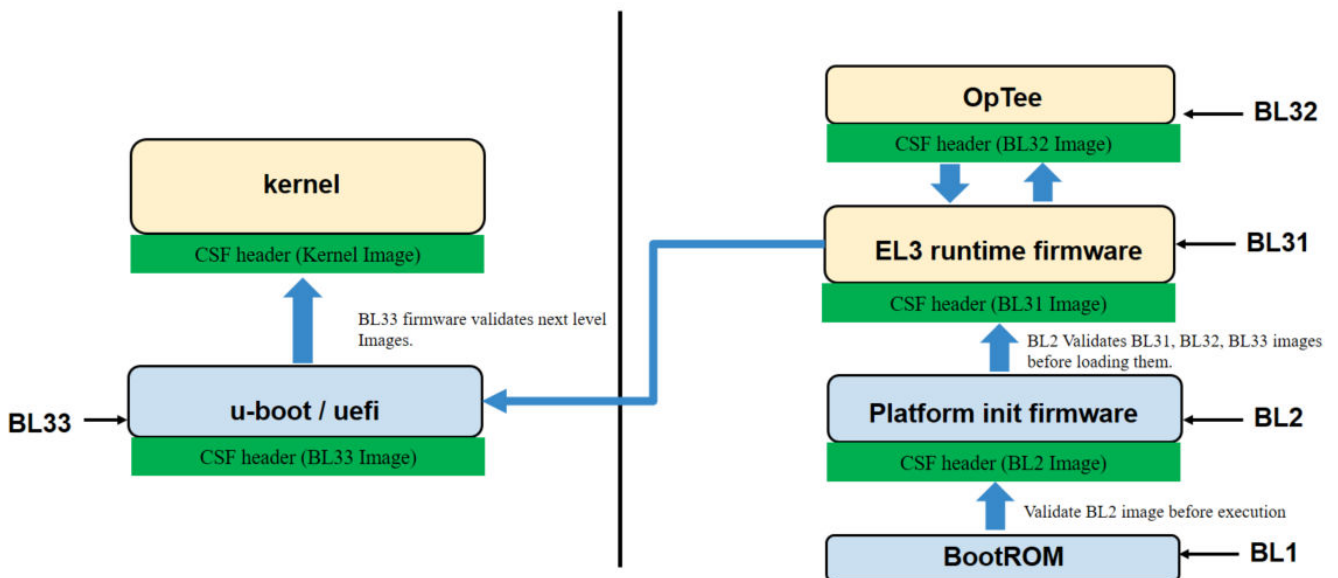 kernel
CSF header (Kernel Image)
BL33 firmware validates next level
Images.
BL33
u-boot / uefi
CSF header (BL33 Image)
OpTee
BL32
CSF header (BL32 Image)
EL3 runtime firmware
BL31
CSF header (BL31 Image)
BL2 Validates BL31, BL32, BL33 images
before loading them.
Platform init firmware
BL2
CSF header (BL2 Image)
Validate BL2 image before execution
BootROM
BL1